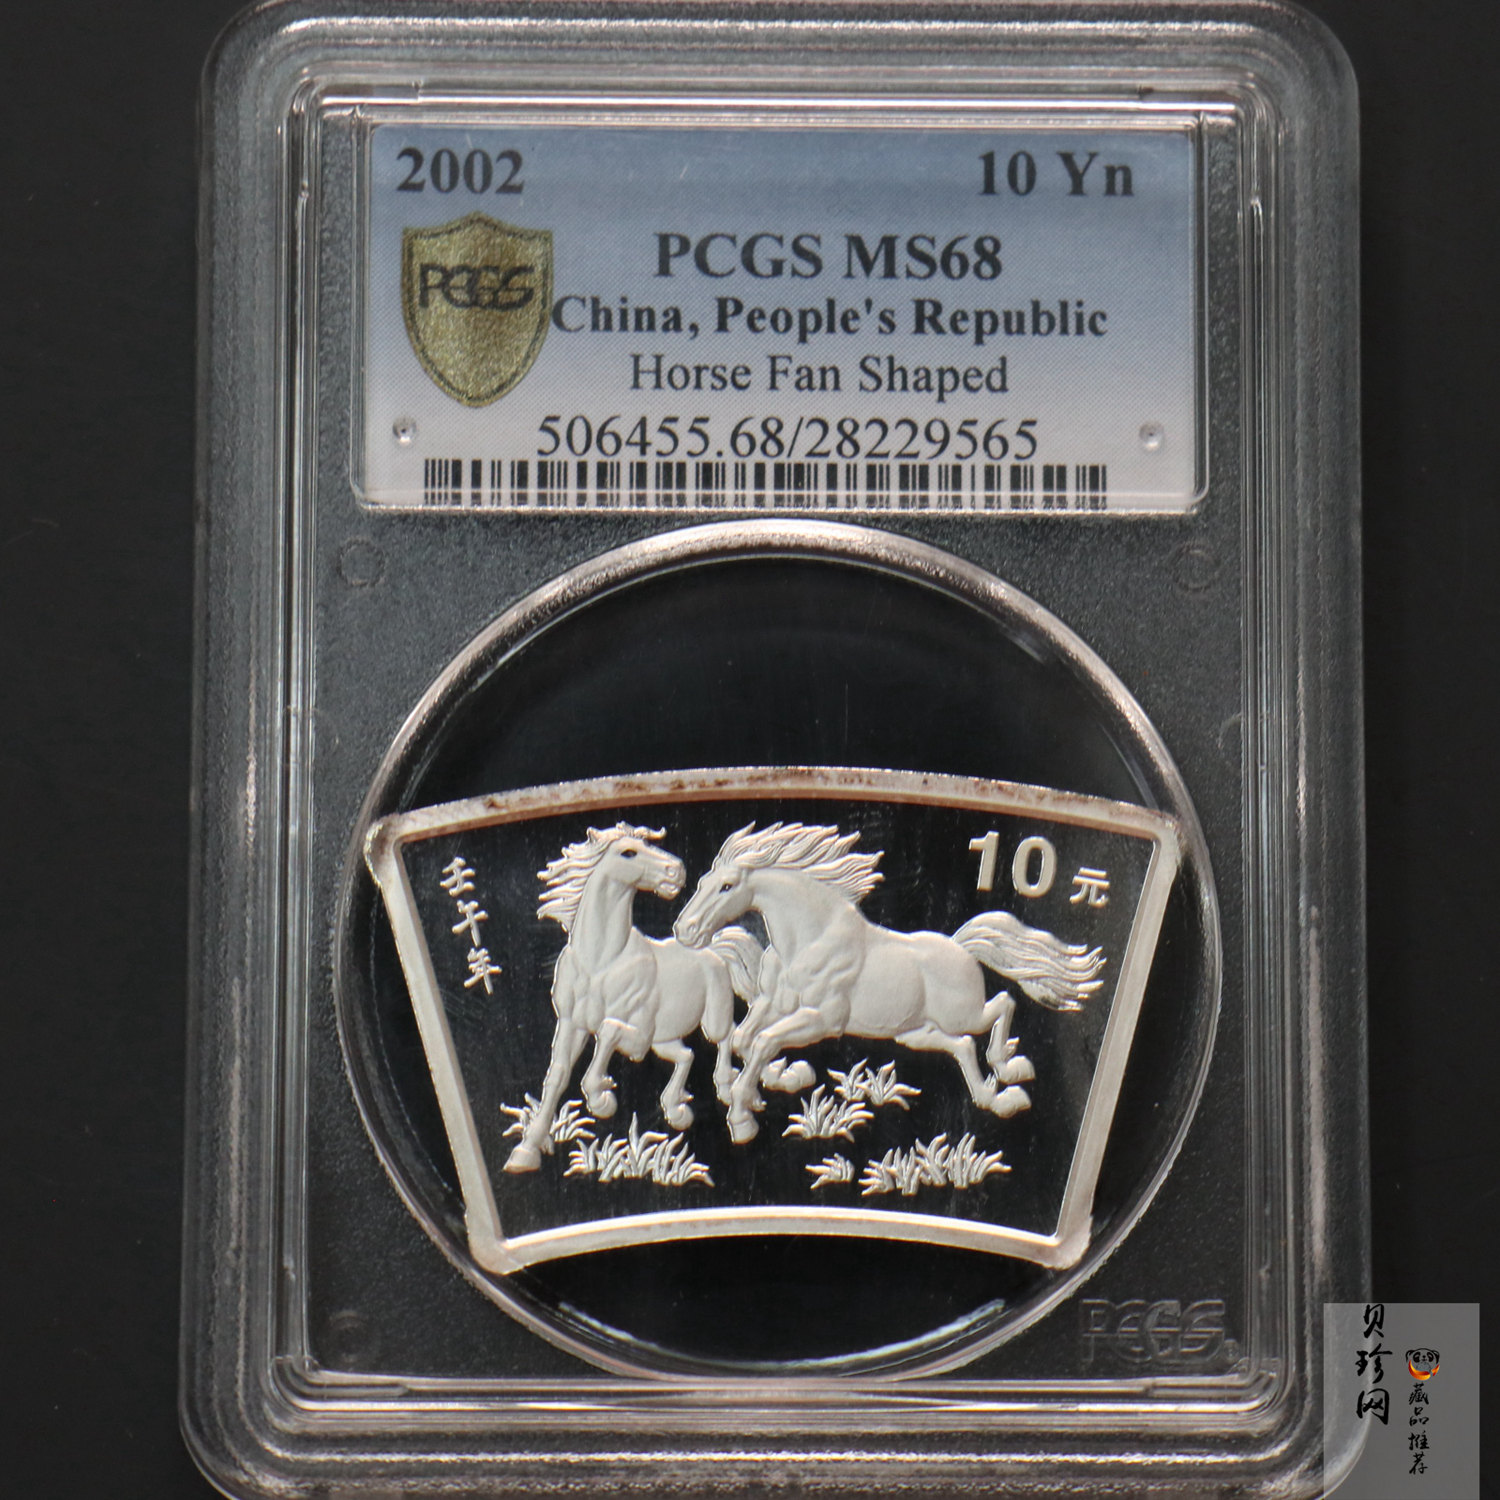 2002 10 Yn
PCGS MS68
PCGS
China, People's Republic
Horse Fan Shaped
506455.68/28229565
10元
壬午年
PCGS
贝珍网
藏品推荐